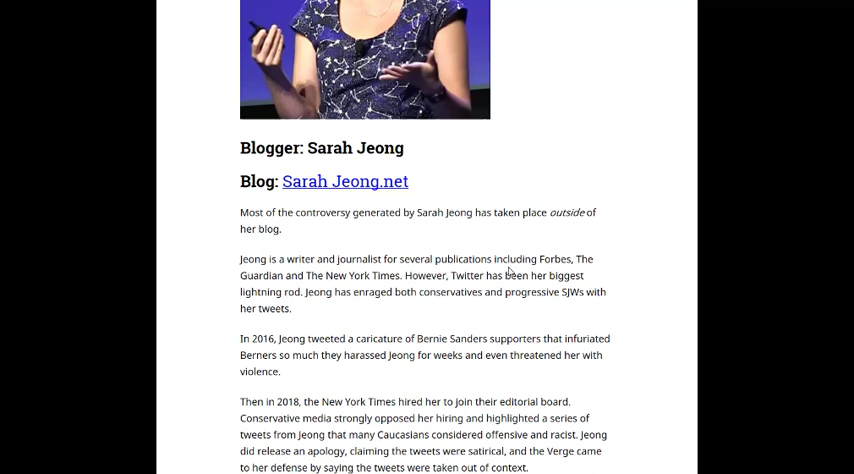 Blogger: Sarah Jeong
Blog: Sarah Jeong.net
Most of the controversy generated by Sarah Jeong has taken place outside of
her blog.
Jeong is a writer and journalist for several publications including Forbes, The
Guardian and The New York Times. However, Twitter has been her biggest
lightning rod. Jeong has enraged both conservatives and progressive SJWs with
her tweets.
In 2016, Jeong tweeted a caricature of Bernie Sanders supporters that infuriated
Berners so much they harassed Jeong for weeks and even threatened her with
violence.
Then in 2018, the New York Times hired her to join their editorial board.
Conservative media strongly opposed her hiring and highlighted a series of
tweets from Jeong that many Caucasians considered offensive and racist. Jeong
did release an apology, claiming the tweets were satirical, and the Verge came
to her defense by saying the tweets were taken out of context.